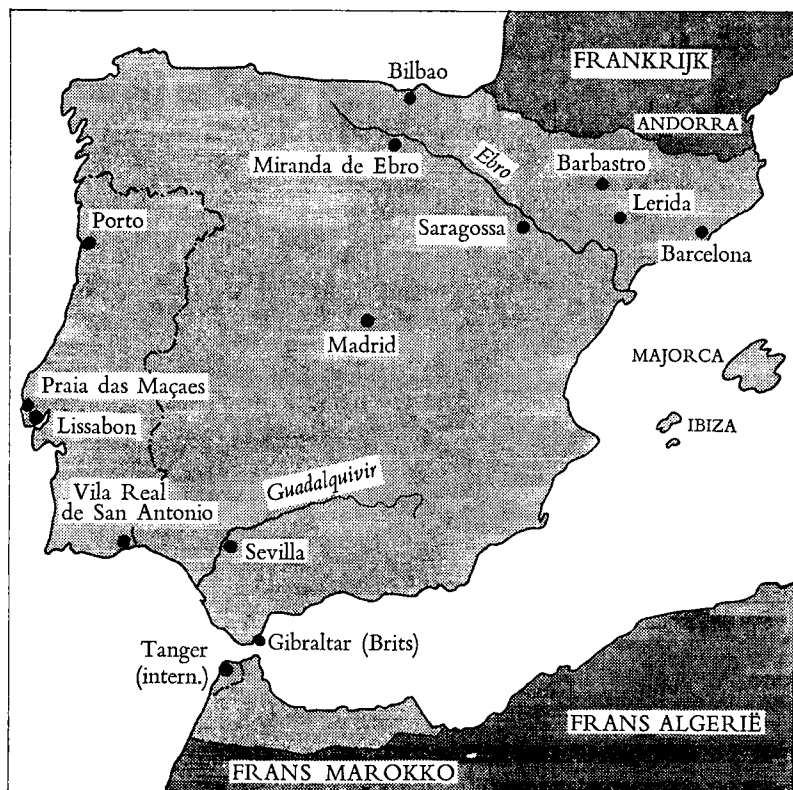 FRANKRIJK
Bilbao
ANDORRA
Miranda de Ebro
Ebro
Barbastro
Lerida
Porto
Saragossa
Barcelona
Madrid
MAJORCA
Praia das Maçaes
Lissabon
IBIZA
Vila Real
de San Antonio
Guadalquivir
Sevilla
Tanger
(intern.)
Gibraltar (Brits)
FRANS ALGERIË
FRANS MAROKKO